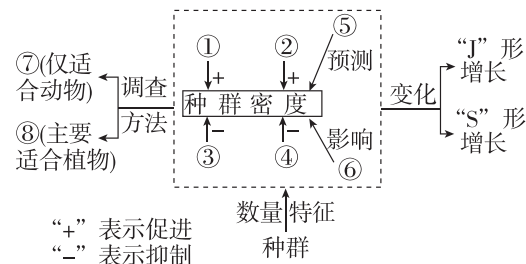 ① ② ⑤
⑦(仅适 调查 + + 预测 变化 “J”形
合动物) 增长
种群密度
⑧(主要 方法 − − 影响 “S”形
适合植物) ③ ④ ⑥ 增长
数量 特征
“+”表示促进 种群
“−”表示抑制